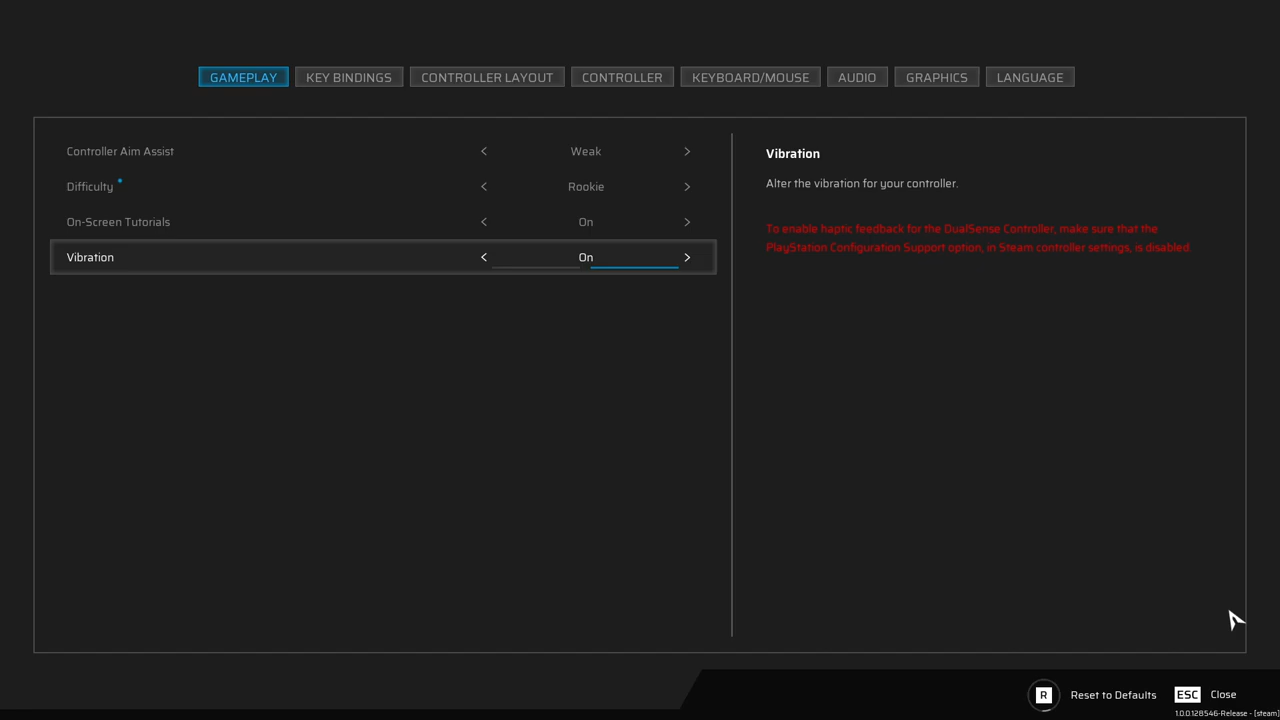 GAMEPLAY KEY BINDINGS CONTROLLER LAYOUT CONTROLLER KEYBOARD/MOUSE AUDIO GRAPHICS LANGUAGE
Controller Aim Assist < Weak >
Difficulty * < Rookie >
On-Screen Tutorials < On >
Vibration < On >
Vibration
Alter the vibration for your controller.
To enable haptic feedback for the DualSense Controller, make sure that the
PlayStation Configuration Support option, in Steam controller settings, is disabled.
R Reset to Defaults ESC Close
1.0.0.128546-Release - [steam]